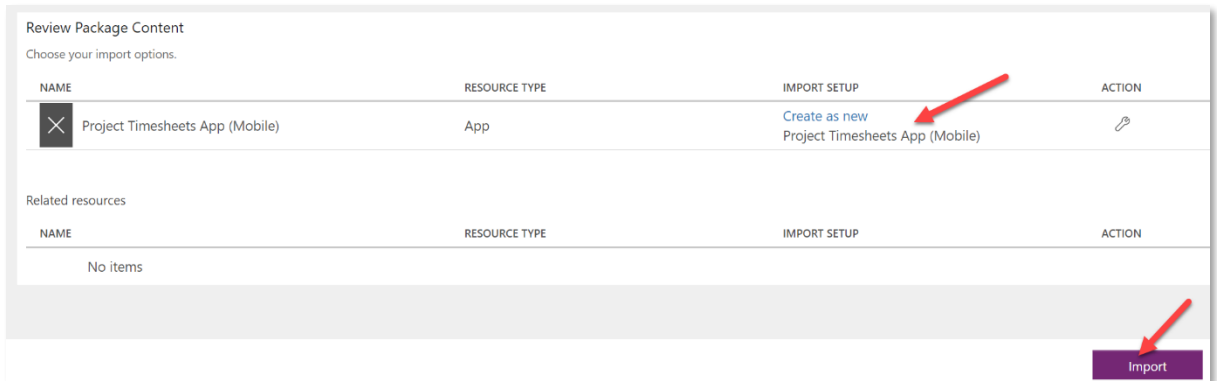 Review Package Content
Choose your import options.
NAME RESOURCE TYPE IMPORT SETUP ACTION
Project Timesheets App (Mobile) App Create as new
Project Timesheets App (Mobile)
Related resources
NAME RESOURCE TYPE IMPORT SETUP ACTION
No items
Import